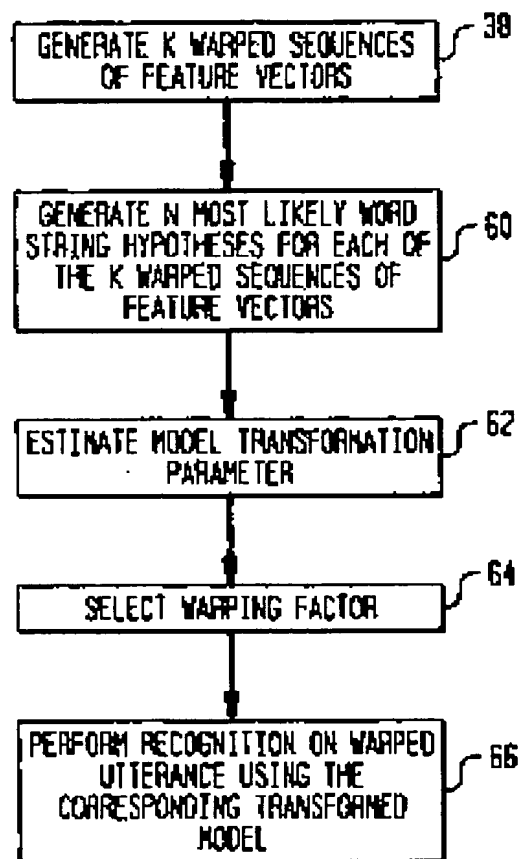 GENERATE K WARPED SEQUENCES
OF FEATURE VECTORS
38
GENERATE N MOST LIKELY WORD
STRING HYPOTHESES FOR EACH OF
THE K WARPED SEQUENCES OF
FEATURE VECTORS
60
ESTIMATE MODEL TRANSFORMATION
PARAMETER
62
SELECT WARPING FACTOR
64
PERFORM RECOGNITION ON WARPED
UTTERANCE USING THE
CORRESPONDING TRANSFORMED
MODEL
66